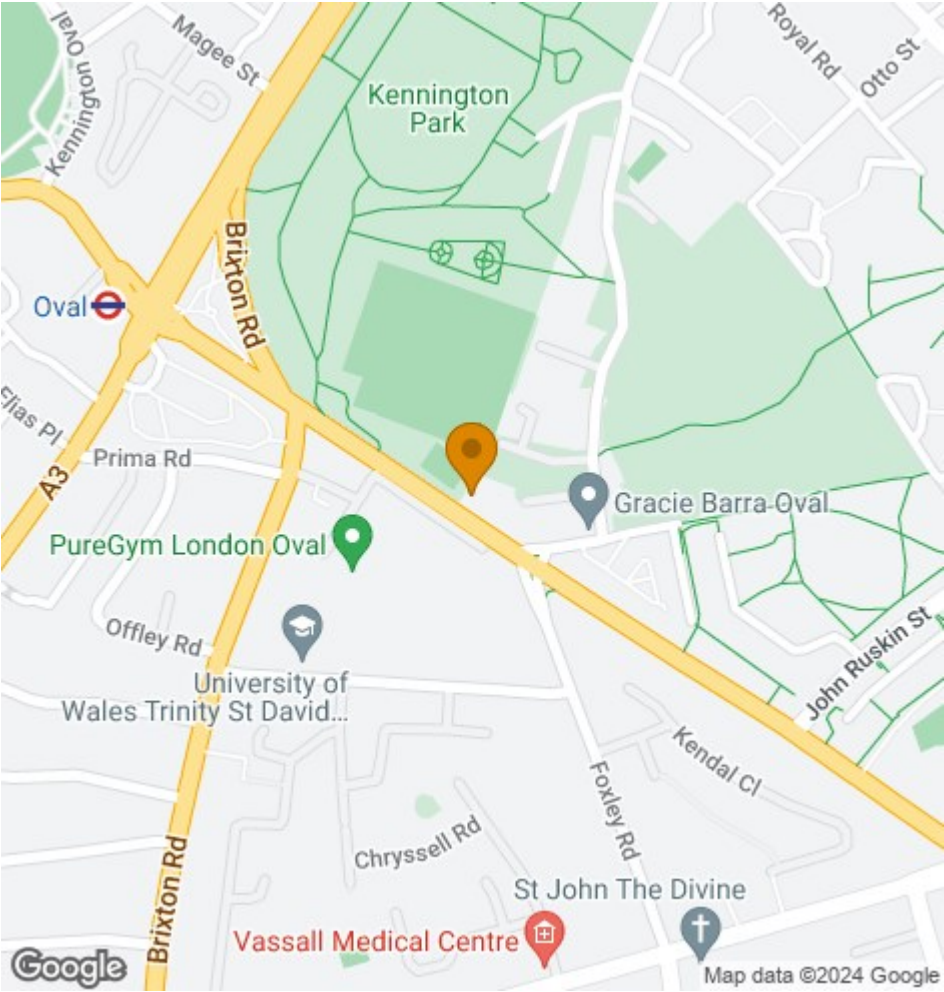 Magee St
Kennington Oval
Royal Rd
Otto St
Kennington
Park
Brixton Rd
Oval
Elias Pl
Prima Rd
A3
Gracie Barra Oval
PureGym London Oval
Offley Rd
University of
Wales Trinity St David...
John Ruskin St
Kendal Cl
Foxley Rd
Chryssell Rd
Brixton Rd
St John The Divine
Vassall Medical Centre
Google
Map data ©2024 Google